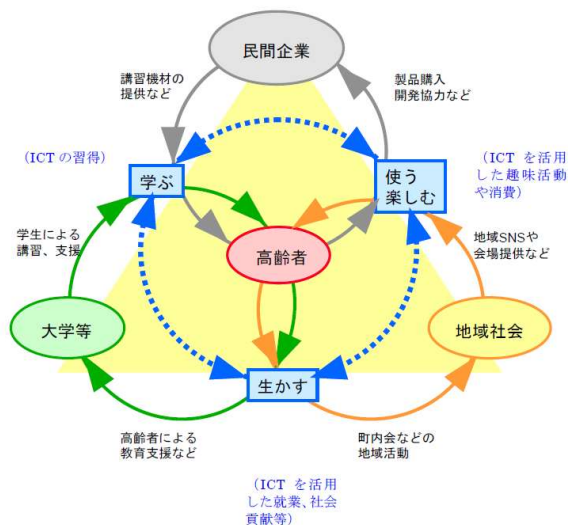 民間企業
講習機材の
提供など
製品購入
開発協力など
（ICTの習得）
学ぶ
使う
楽しむ
（ICT を活用
した趣味活動
や消費）
学生による
講習、支援
高齢者
地域SNSや
会場提供など
大学等
地域社会
生かす
高齢者による
教育支援など
町内会などの
地域活動
（ICT を活用
した就業、社会
貢献等）